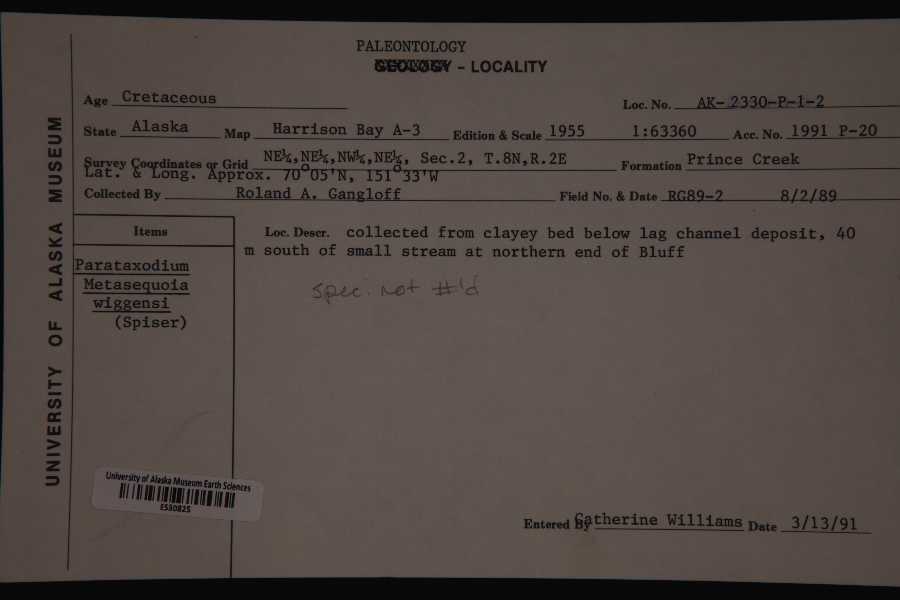 PALEONTOLOGY
GEOLOGY - LOCALITY
UNIVERSITY OF ALASKA MUSEUM
Age Cretaceous
Loc. No. AK-2330-P-1-2
State Alaska Map Harrison Bay A-3 Edition & Scale 1955 1:63360 Acc. No. 1991 P-20
Survey Coordinates or Grid NE¼,NE¼,NW¼,NE¼, Sec.2, T.8N,R.2E Formation Prince Creek
Lat. & Long. Approx. 70°05'N, 151°33'W
Collected By Roland A. Gangloff Field No. & Date RG89-2 8/2/89
Items
Parataxodium
Metasequoia
wiggensi
(Spiser)
Loc. Descr. collected from clayey bed below lag channel deposit, 40
m south of small stream at northern end of Bluff
spec. not #'d
University of Alaska Museum Earth Sciences
ES30825
Entered By Catherine Williams Date 3/13/91